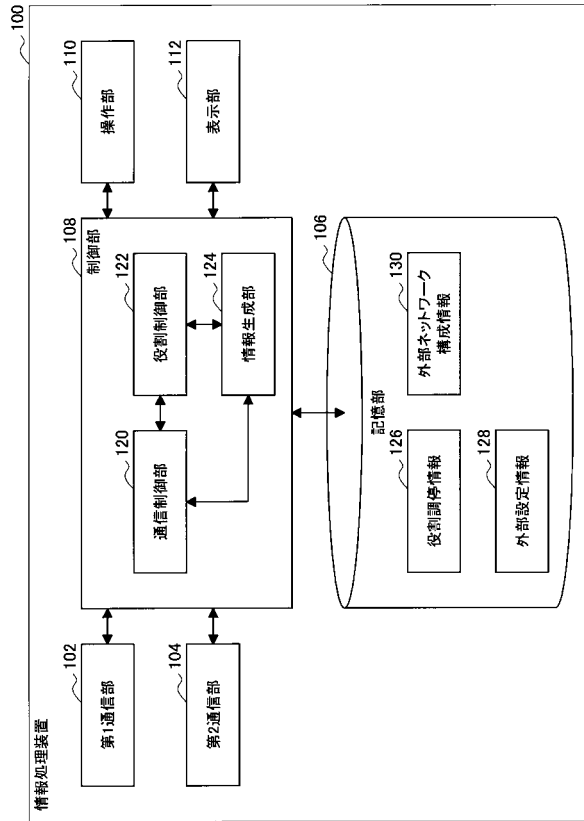 100
情報処理装置
102
第1通信部
104
第2通信部
108
制御部
120
通信制御部
122
役割制御部
124
情報生成部
110
操作部
112
表示部
106
記憶部
126
役割調停情報
128
外部設定情報
130
外部ネットワーク
構成情報